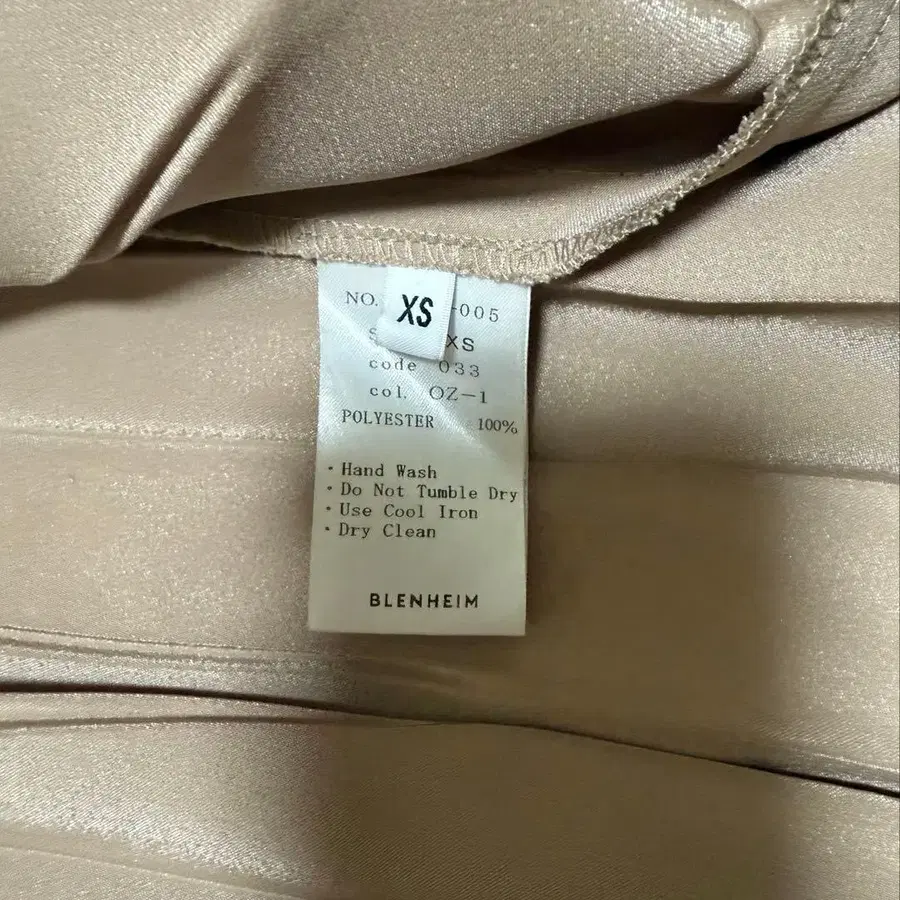 XS
NO. -005
XS
code 033
col. OZ-1
POLYESTER 100%
· Hand Wash
· Do Not Tumble Dry
· Use Cool Iron
· Dry Clean
BLENHEIM